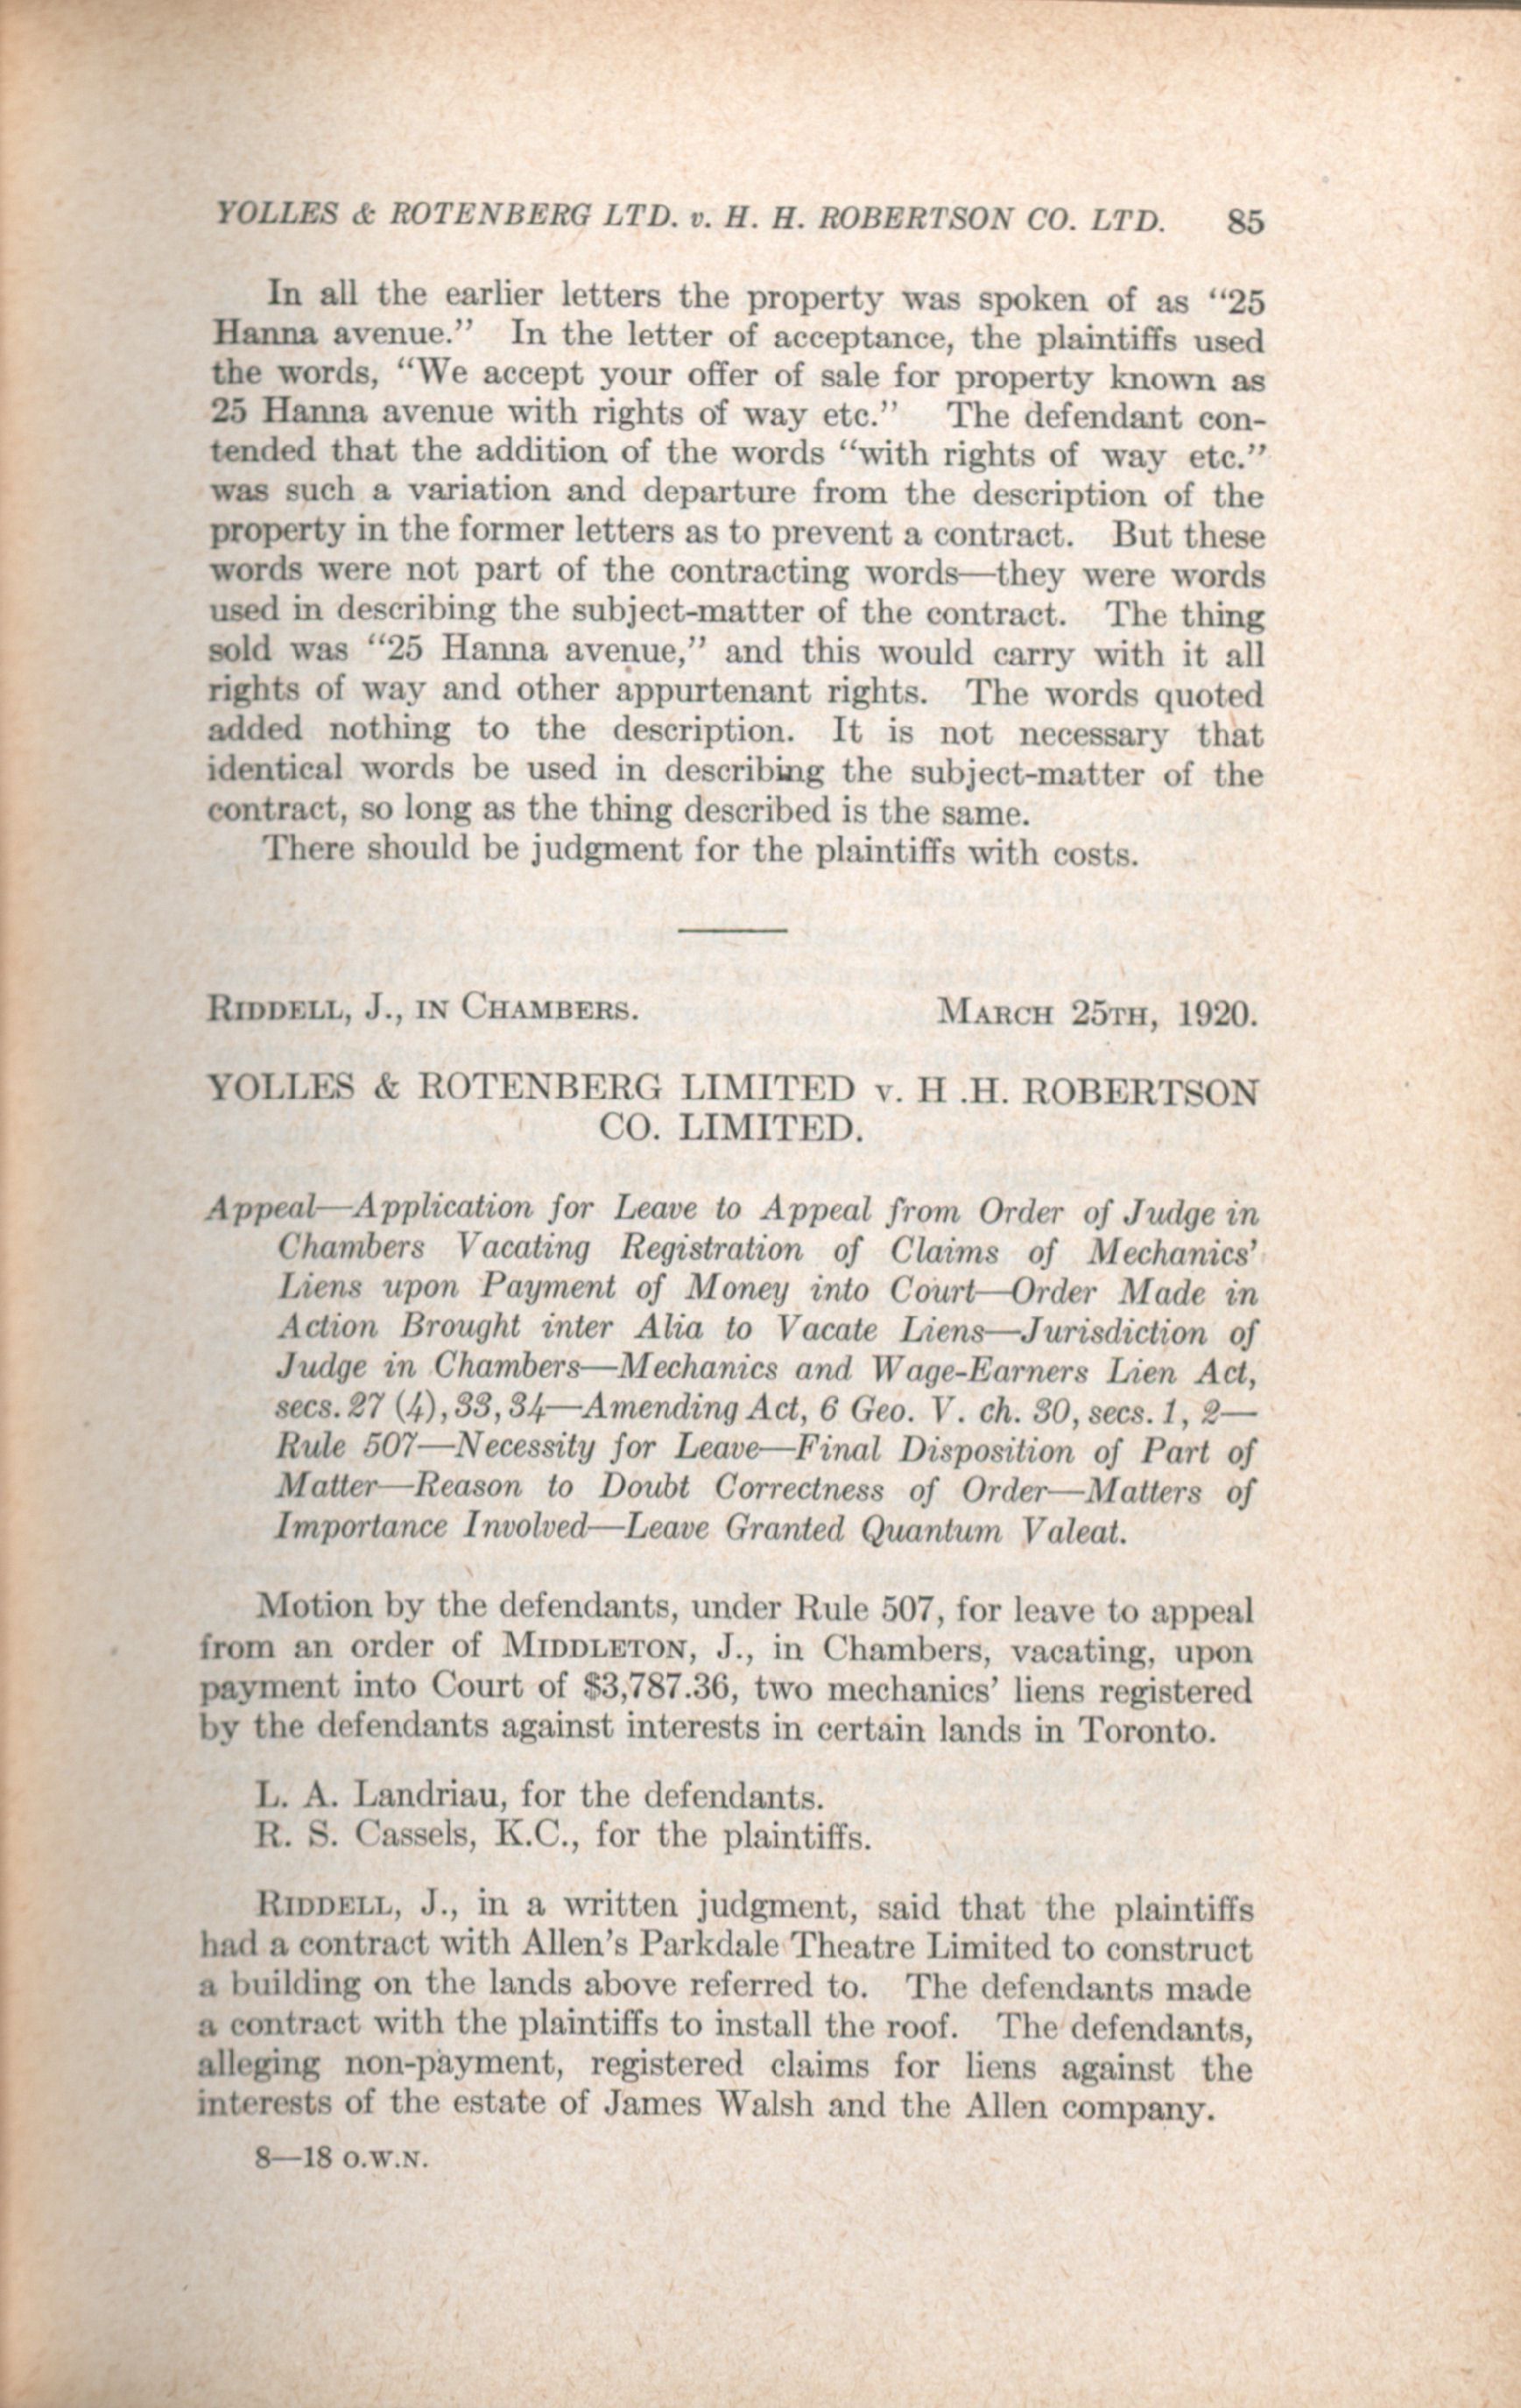 YOLLES & ROTENBERG LTD. v. H. H. ROBERTSON CO. LTD. 85
In all the earlier letters the property was spoken of as “25
Hanna avenue.” In the letter of acceptance, the plaintiffs used
the words, “We accept your offer of sale for property known as
25 Hanna avenue with rights of way etc.” The defendant con-
tended that the addition of the words “with rights of way etc.”
was such a variation and departure from the description of the
property in the former letters as to prevent a contract. But these
words were not part of the contracting words—they were words
used in describing the subject-matter of the contract. The thing
sold was “25 Hanna avenue,” and this would carry with it all
rights of way and other appurtenant rights. The words quoted
added nothing to the description. It is not necessary that
identical words be used in describing the subject-matter of the
contract, so long as the thing described is the same.
There should be judgment for the plaintiffs with costs.
RIDDELL, J., IN CHAMBERS. MARCH 25TH, 1920.
YOLLES & ROTENBERG LIMITED v. H .H. ROBERTSON
CO. LIMITED.
Appeal—Application for Leave to Appeal from Order of Judge in
Chambers Vacating Registration of Claims of Mechanics’
Liens upon Payment of Money into Court—Order Made in
Action Brought inter Alia to Vacate Liens—Jurisdiction of
Judge in Chambers—Mechanics and Wage-Earners Lien Act,
secs. 27 (4), 33, 34—Amending Act, 6 Geo. V. ch. 30, secs. 1, 2—
Rule 507—Necessity for Leave—Final Disposition of Part of
Matter—Reason to Doubt Correctness of Order—Matters of
Importance Involved—Leave Granted Quantum Valeat.
Motion by the defendants, under Rule 507, for leave to appeal
from an order of MIDDLETON, J., in Chambers, vacating, upon
payment into Court of $3,787.36, two mechanics’ liens registered
by the defendants against interests in certain lands in Toronto.
L. A. Landriau, for the defendants.
R. S. Cassels, K.C., for the plaintiffs.
RIDDELL, J., in a written judgment, said that the plaintiffs
had a contract with Allen’s Parkdale Theatre Limited to construct
a building on the lands above referred to. The defendants made
a contract with the plaintiffs to install the roof. The defendants,
alleging non-payment, registered claims for liens against the
interests of the estate of James Walsh and the Allen company.
8—18 O.W.N.